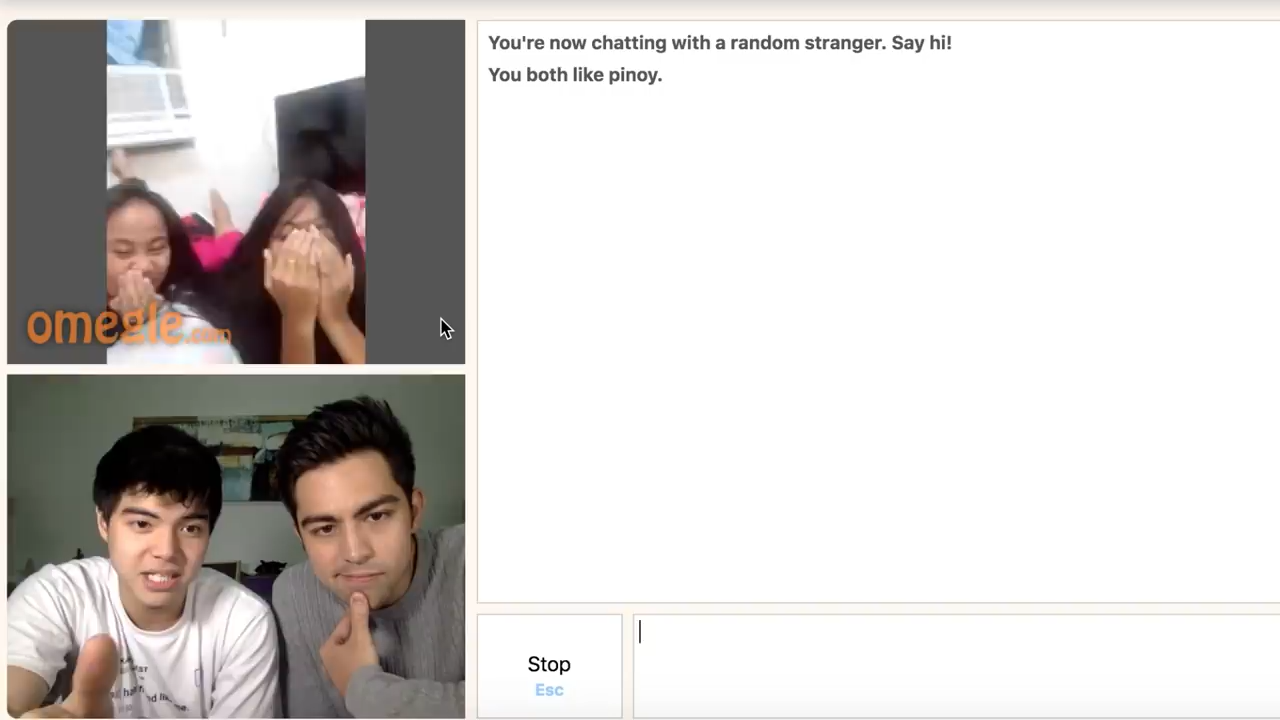 You're now chatting with a random stranger. Say hi!
You both like pinoy.
omegle.com
Stop
Esc